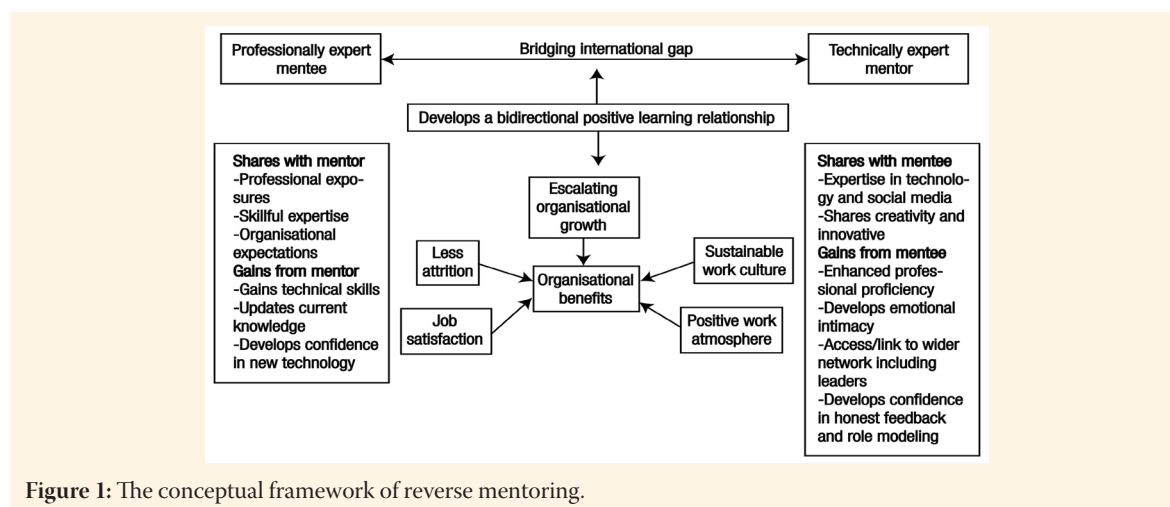 Professionally expert
mentee
Bridging international gap
Technically expert
mentor
Develops a bidirectional positive learning relationship
Shares with mentor
-Professional expo-
sures
-Skillful expertise
-Organisational
expectations
Gains from mentor
-Gains technical skills
-Updates current
knowledge
-Develops confidence
in new technology
Escalating
organisational
growth
Less
attrition
Sustainable
work culture
Organisational
benefits
Job
satisfaction
Positive work
atmosphere
Shares with mentee
-Expertise in technolo-
gy and social media
-Shares creativity and
innovative
Gains from mentee
-Enhanced profes-
sional proficiency
-Develops emotional
intimacy
-Access/link to wider
network including
leaders
-Develops confidence
in honest feedback
and role modeling
Figure 1: The conceptual framework of reverse mentoring.